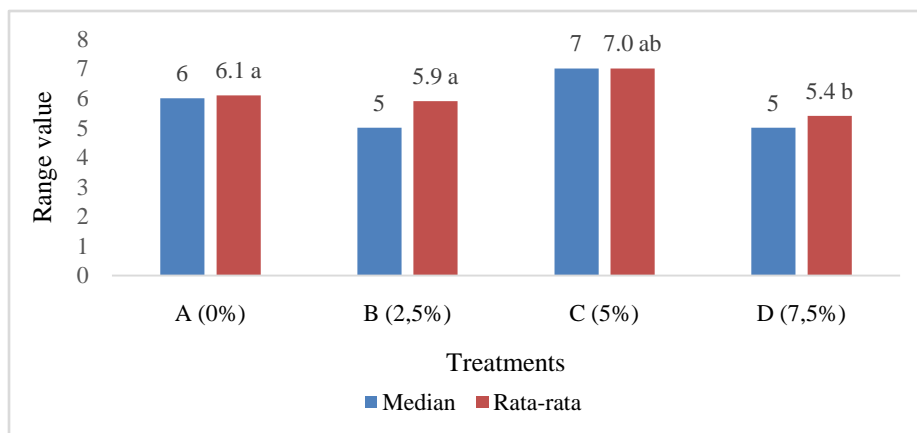 8
7
6
5
4
3
2
1
0
Range value
6
6.1 a
5
5.9 a
7
7.0 ab
5
5.4 b
A (0%)
B (2,5%)
C (5%)
D (7,5%)
Treatments
Median
Rata-rata